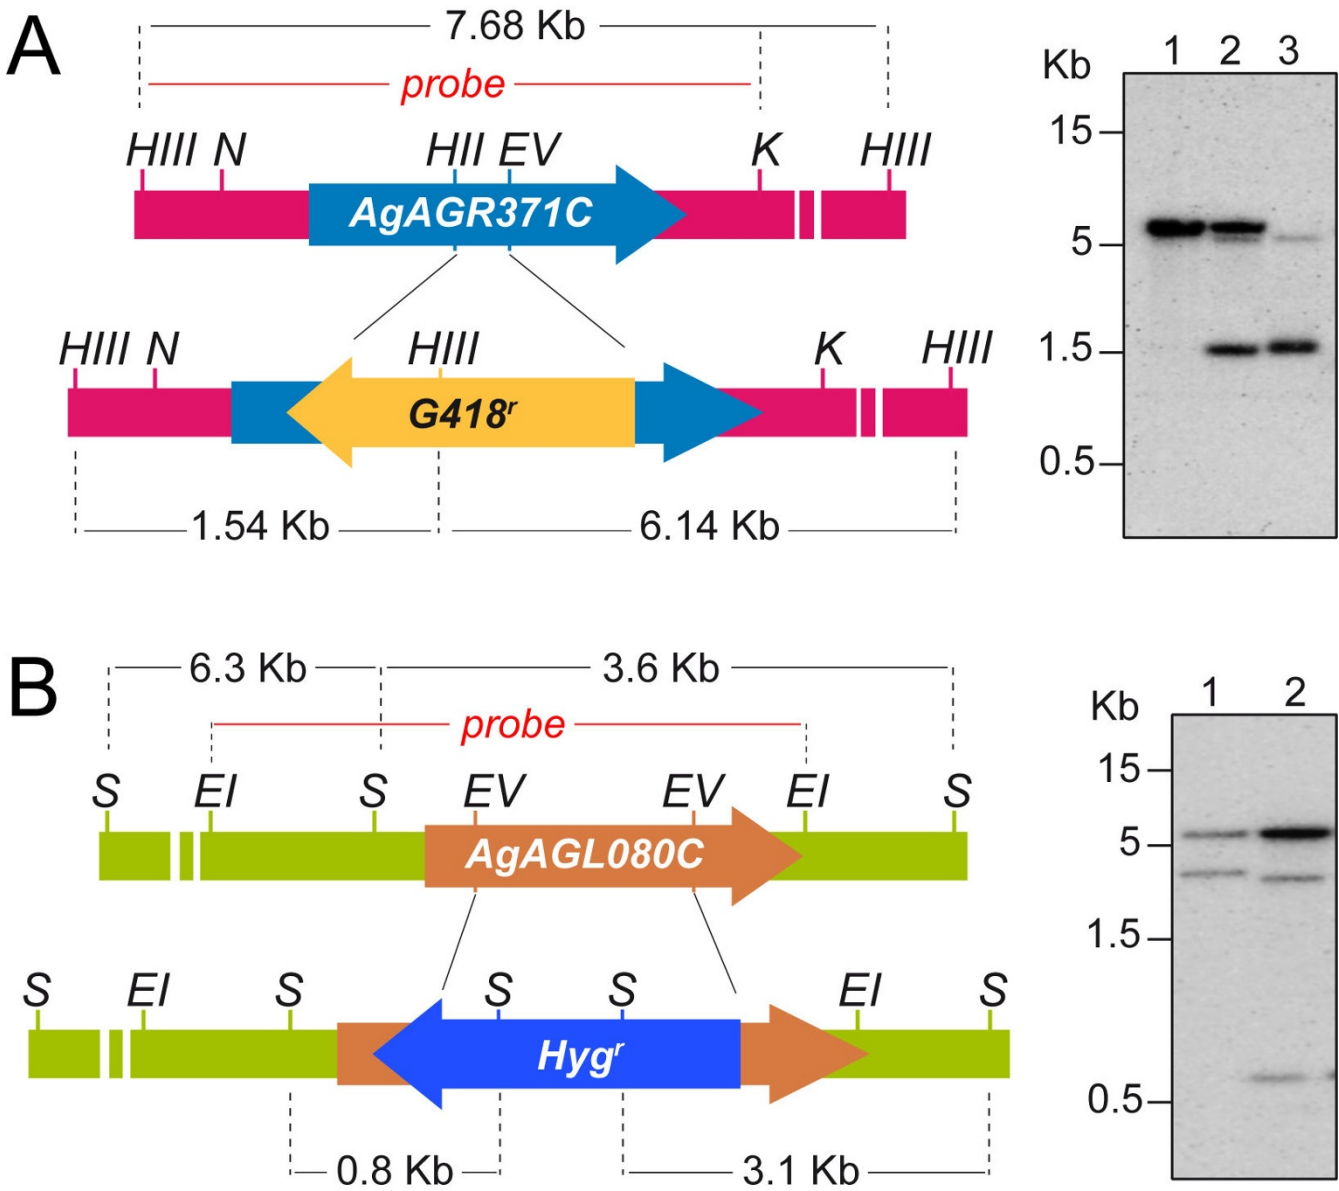 A
7.68 Kb
probe
HIII N HII EV K HIII
AgAGR371C
HIII N HIII K HIII
G418r
1.54 Kb 6.14 Kb
1 2 3
Kb
15
5
1.5
0.5
B
6.3 Kb 3.6 Kb
probe
S EI S EV EV EI S
AgAGL080C
S EI S S S EI S
Hygr
0.8 Kb 3.1 Kb
1 2
Kb
15
5
1.5
0.5